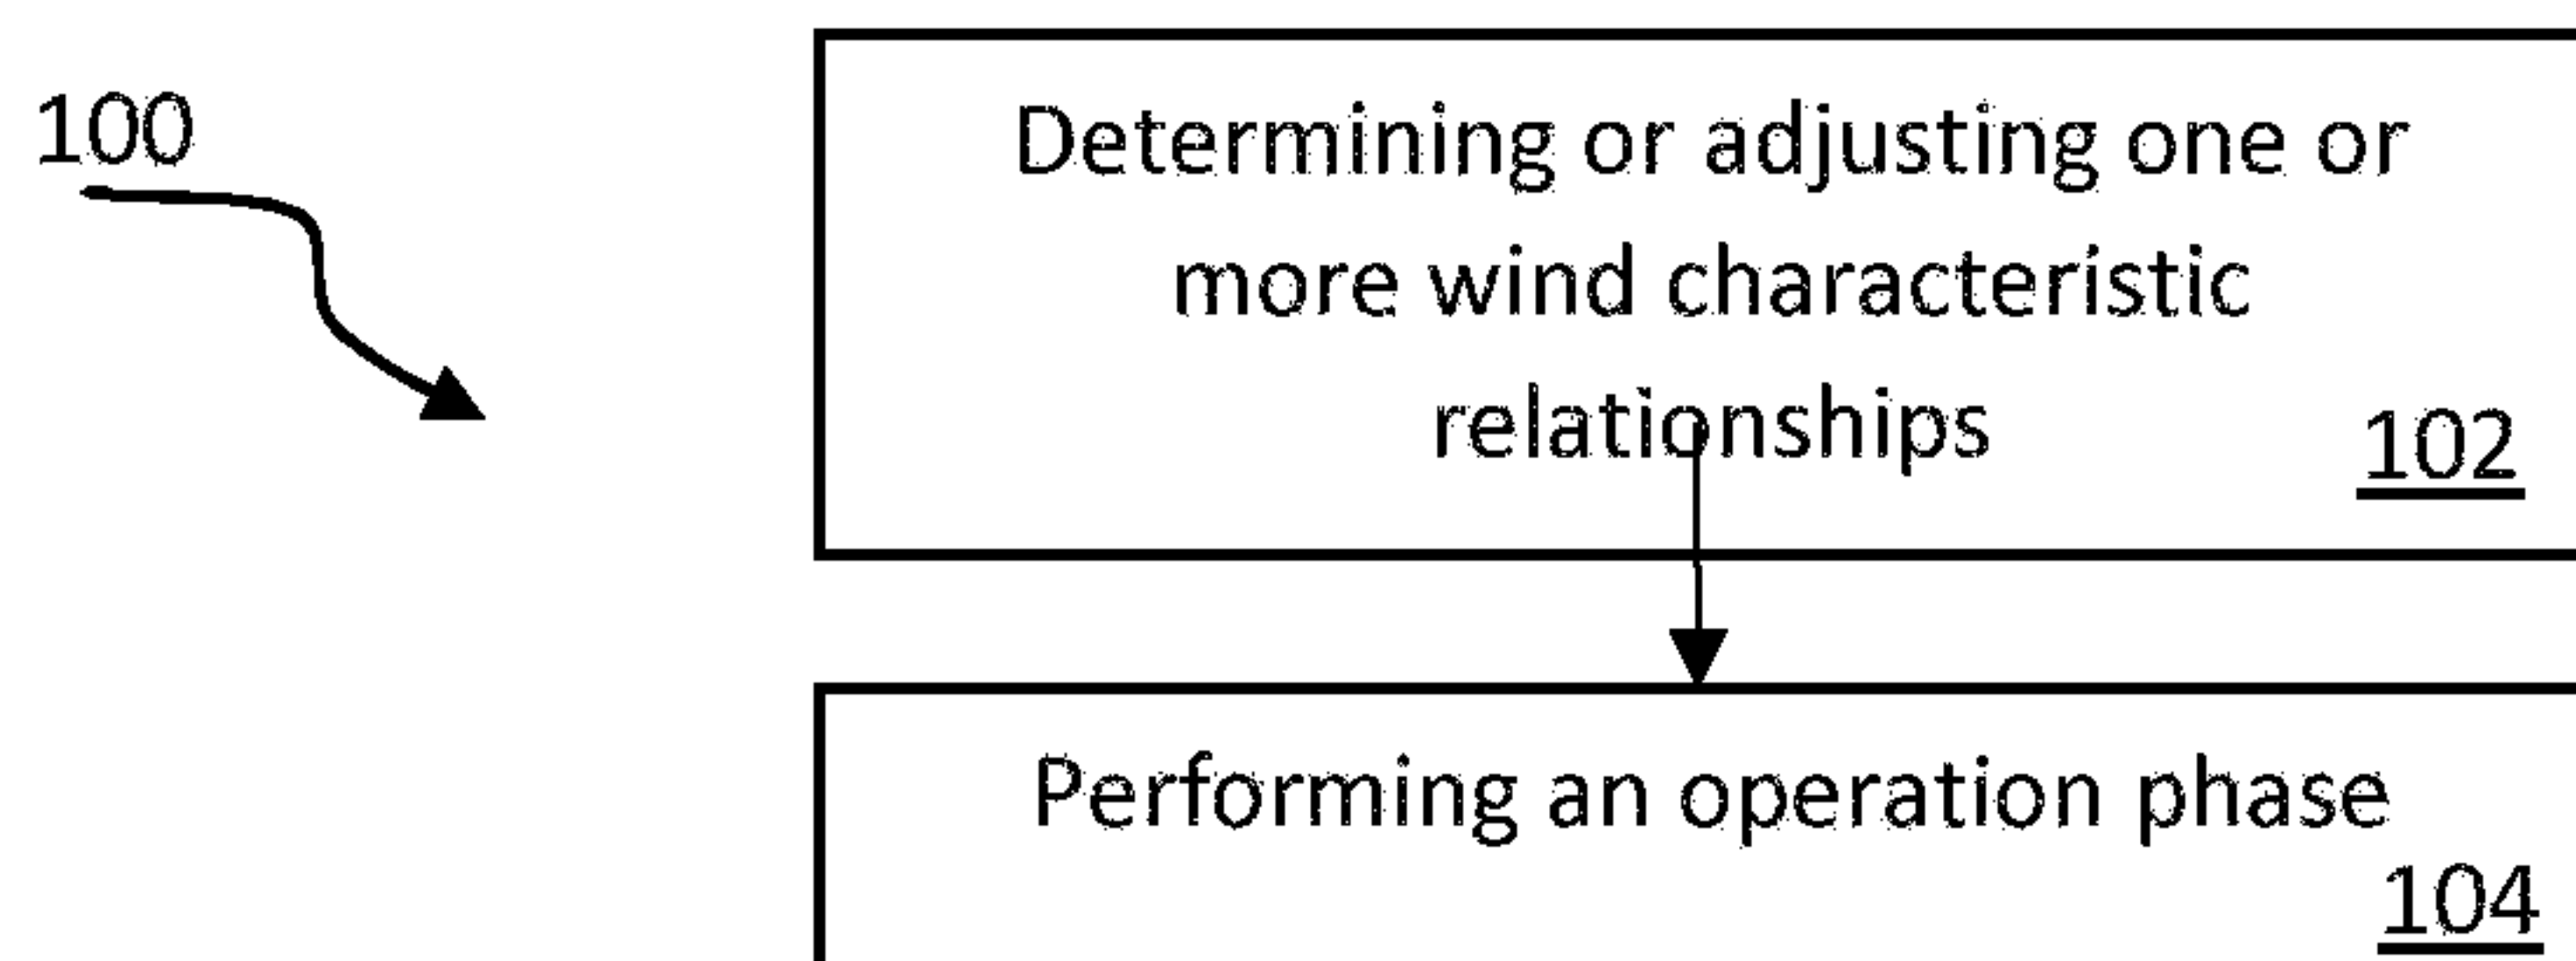 100
Determining or adjusting one or
more wind characteristic
relationships
102
Performing an operation phase
104